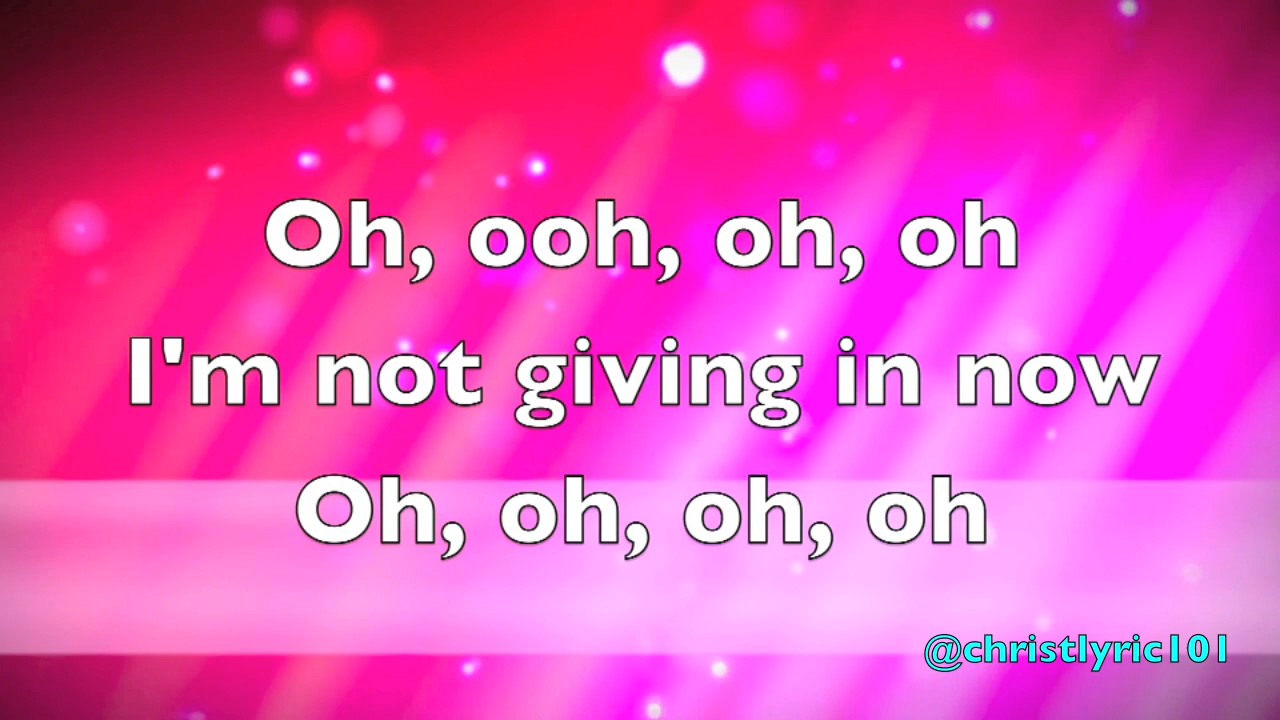 Oh, ooh, oh, oh
I'm not giving in now
Oh, oh, oh, oh
@christlyric101